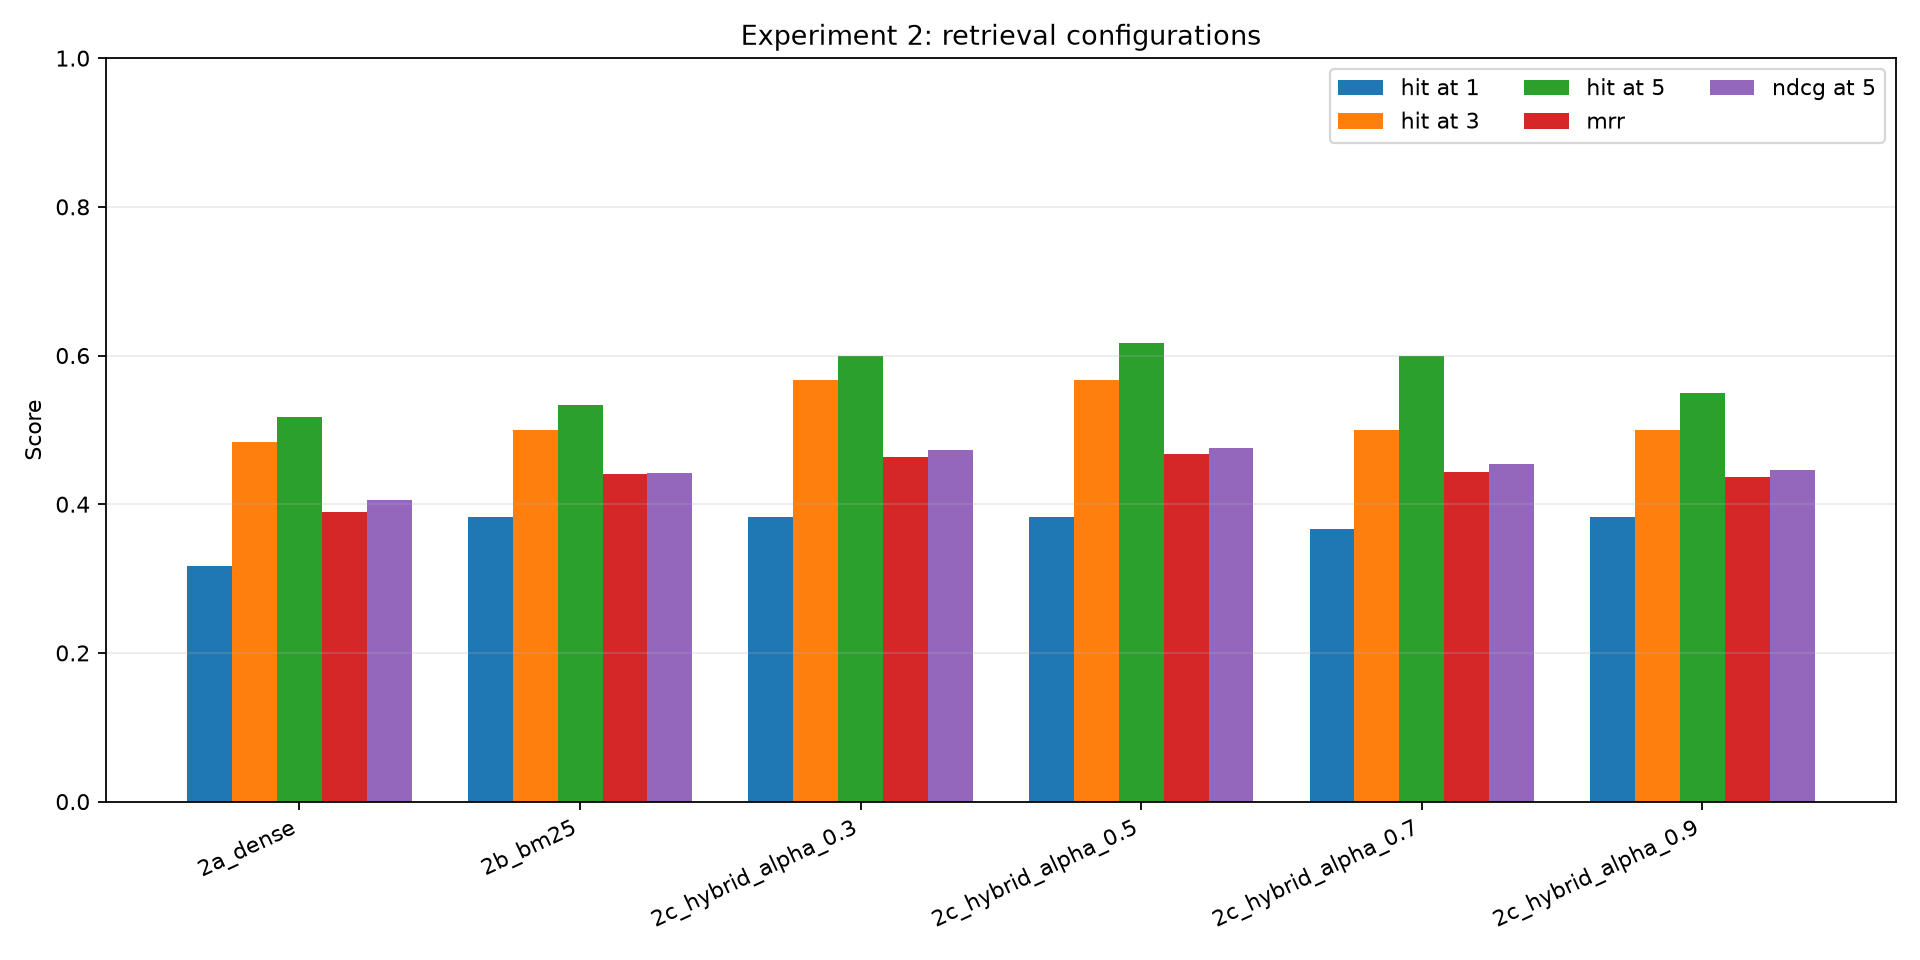 Experiment 2: retrieval configurations
hit at 1
hit at 3
hit at 5
mrr
ndcg at 5
Score
1.0
0.8
0.6
0.4
0.2
0.0
2a_dense
2b_bm25
2c_hybrid_alpha_0.3
2c_hybrid_alpha_0.5
2c_hybrid_alpha_0.7
2c_hybrid_alpha_0.9